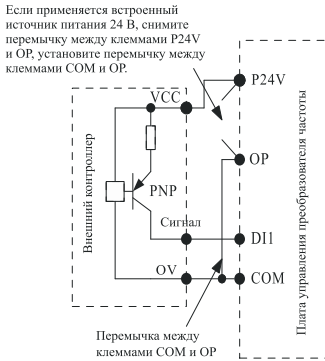 Если применяется встроенный
источник питания 24 В, снимите
перемычку между клеммами P24V
и OP, установите перемычку между
клеммами COM и OP.
VCC
P24V
OP
PNP
Сигнал
DI1
OV
COM
Внешний контроллер
Плата управления преобразователя частоты
Перемычка между
клеммами COM и OP